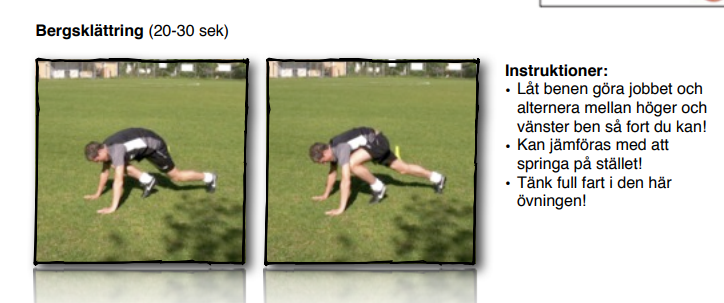 Bergsklättring (20-30 sek)
Instruktioner:
• Låt benen göra jobbet och
alternera mellan höger och
vänster ben så fort du kan!
• Kan jämföras med att
springa på stället!
• Tänk full fart i den här
övningen!